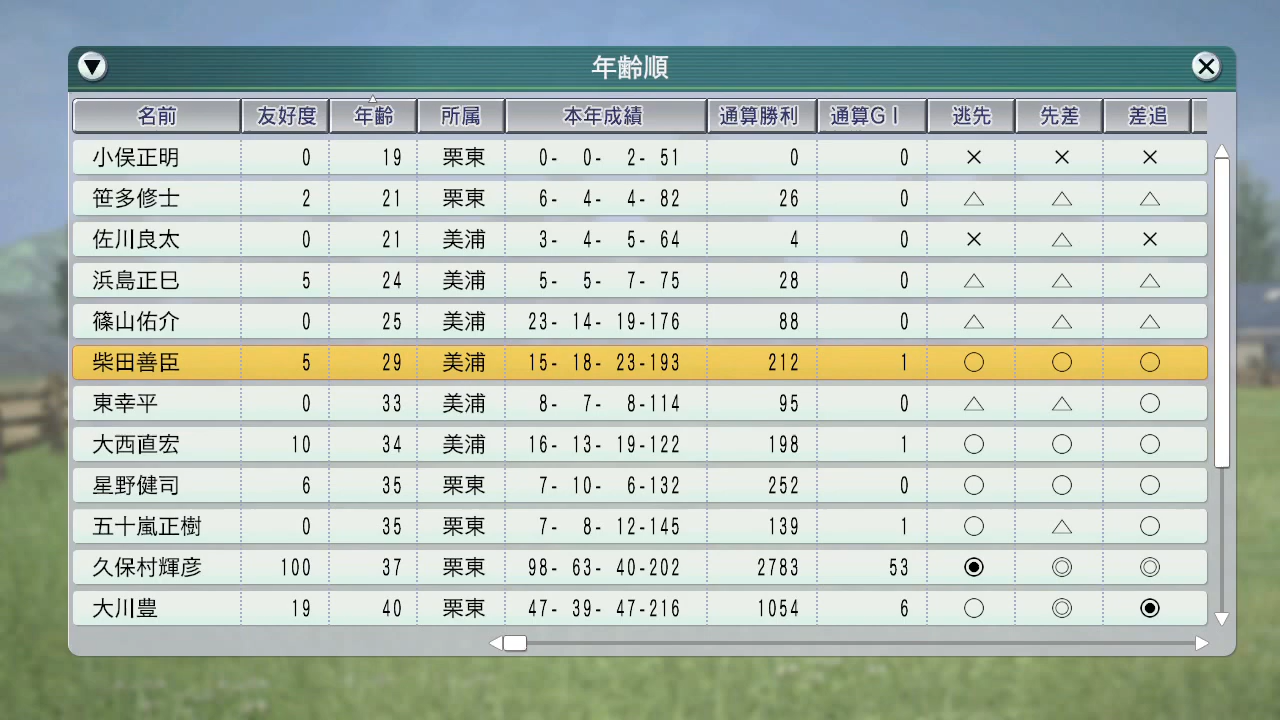 年齢順
名前 友好度 年齢 所属 本年成績 通算勝利 通算GⅠ 逃先 先差 差追
小俣正明 0 19 栗東 0- 0- 2- 51 0 0 × × ×
笹多修士 2 21 栗東 6- 4- 4- 82 26 0 △ △ △
佐川良太 0 21 美浦 3- 4- 5- 64 4 0 × △ ×
浜島正巳 5 24 美浦 5- 5- 7- 75 28 0 △ △ △
篠山佑介 0 25 美浦 23- 14- 19-176 88 0 △ △ △
柴田善臣 5 29 美浦 15- 18- 23-193 212 1 ○ ○ ○
東幸平 0 33 美浦 8- 7- 8-114 95 0 △ △ ○
大西直宏 10 34 美浦 16- 13- 19-122 198 1 ○ ○ ○
星野健司 6 35 栗東 7- 10- 6-132 252 0 ○ ○ ○
五十嵐正樹 0 35 栗東 7- 8- 12-145 139 1 ○ △ ○
久保村輝彦 100 37 栗東 98- 63- 40-202 2783 53 ◉ ◎ ◎
大川豊 19 40 栗東 47- 39- 47-216 1054 6 ○ ◎ ◉